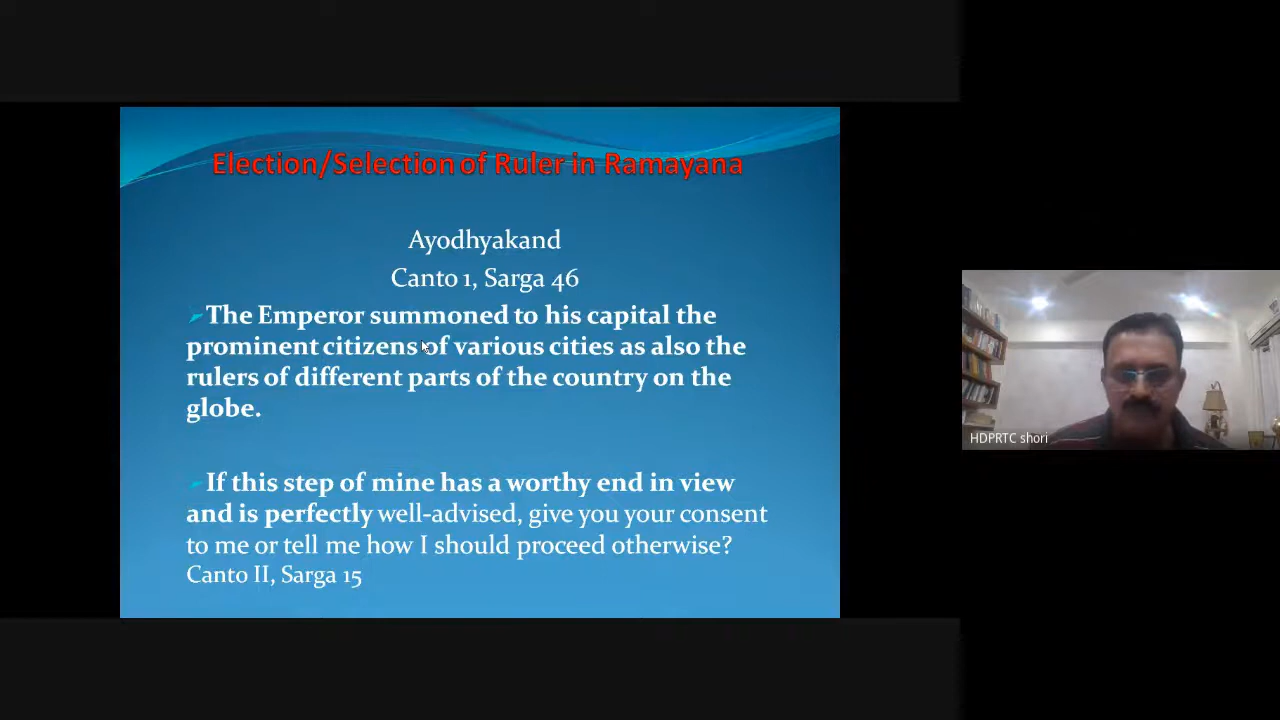 Election/Selection of Ruler in Ramayana
Ayodhyakand
Canto 1, Sarga 46
The Emperor summoned to his capital the
prominent citizens of various cities as also the
rulers of different parts of the country on the
globe.
If this step of mine has a worthy end in view
and is perfectly well-advised, give you your consent
to me or tell me how I should proceed otherwise?
Canto II, Sarga 15
HDPRTC shori